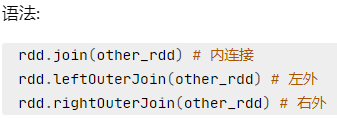 语法:
rdd.join(other_rdd) # 内连接
rdd.leftOuterJoin(other_rdd) # 左外
rdd.rightOuterJoin(other_rdd) # 右外